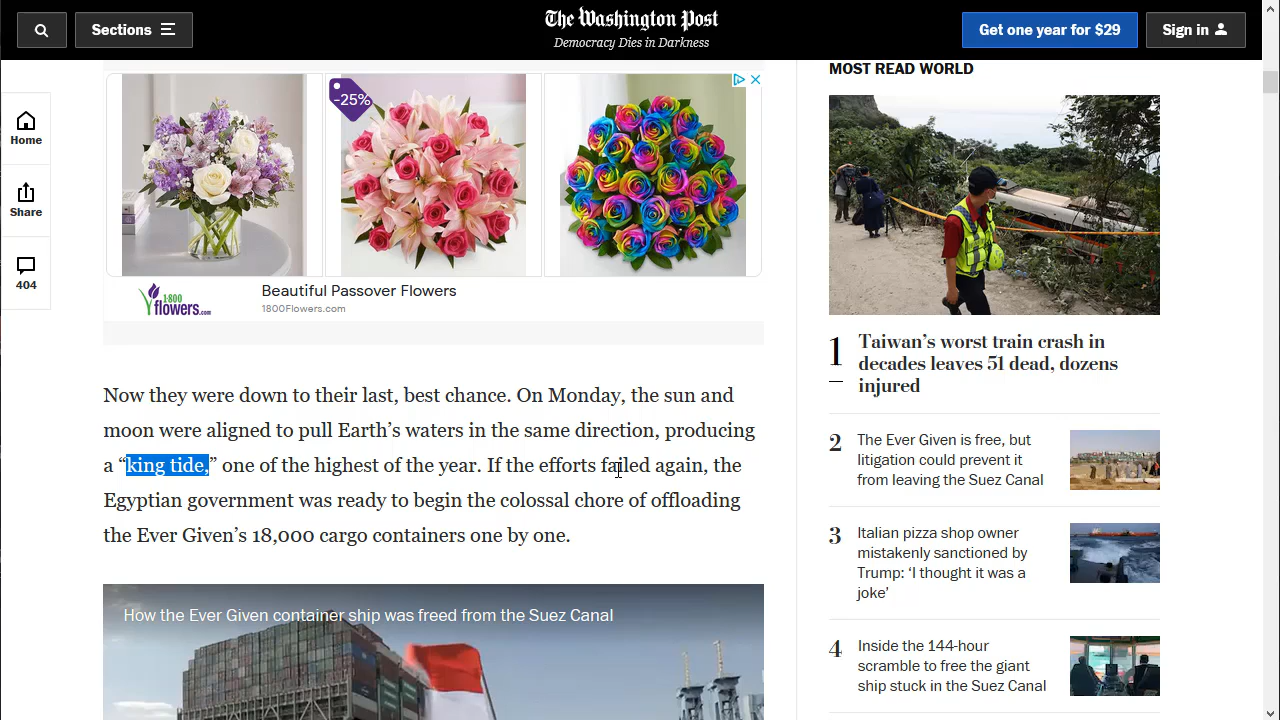 Sections
The Washington Post
Democracy Dies in Darkness
Get one year for $29
Sign in
Home
Share
404
-25%
1-800
flowers.com
Beautiful Passover Flowers
1800Flowers.com
Now they were down to their last, best chance. On Monday, the sun and
moon were aligned to pull Earth’s waters in the same direction, producing
a “king tide,” one of the highest of the year. If the efforts failed again, the
Egyptian government was ready to begin the colossal chore of offloading
the Ever Given’s 18,000 cargo containers one by one.
How the Ever Given container ship was freed from the Suez Canal
MOST READ WORLD
1
Taiwan’s worst train crash in
decades leaves 51 dead, dozens
injured
2
The Ever Given is free, but
litigation could prevent it
from leaving the Suez Canal
3
Italian pizza shop owner
mistakenly sanctioned by
Trump: ‘I thought it was a
joke’
4
Inside the 144-hour
scramble to free the giant
ship stuck in the Suez Canal